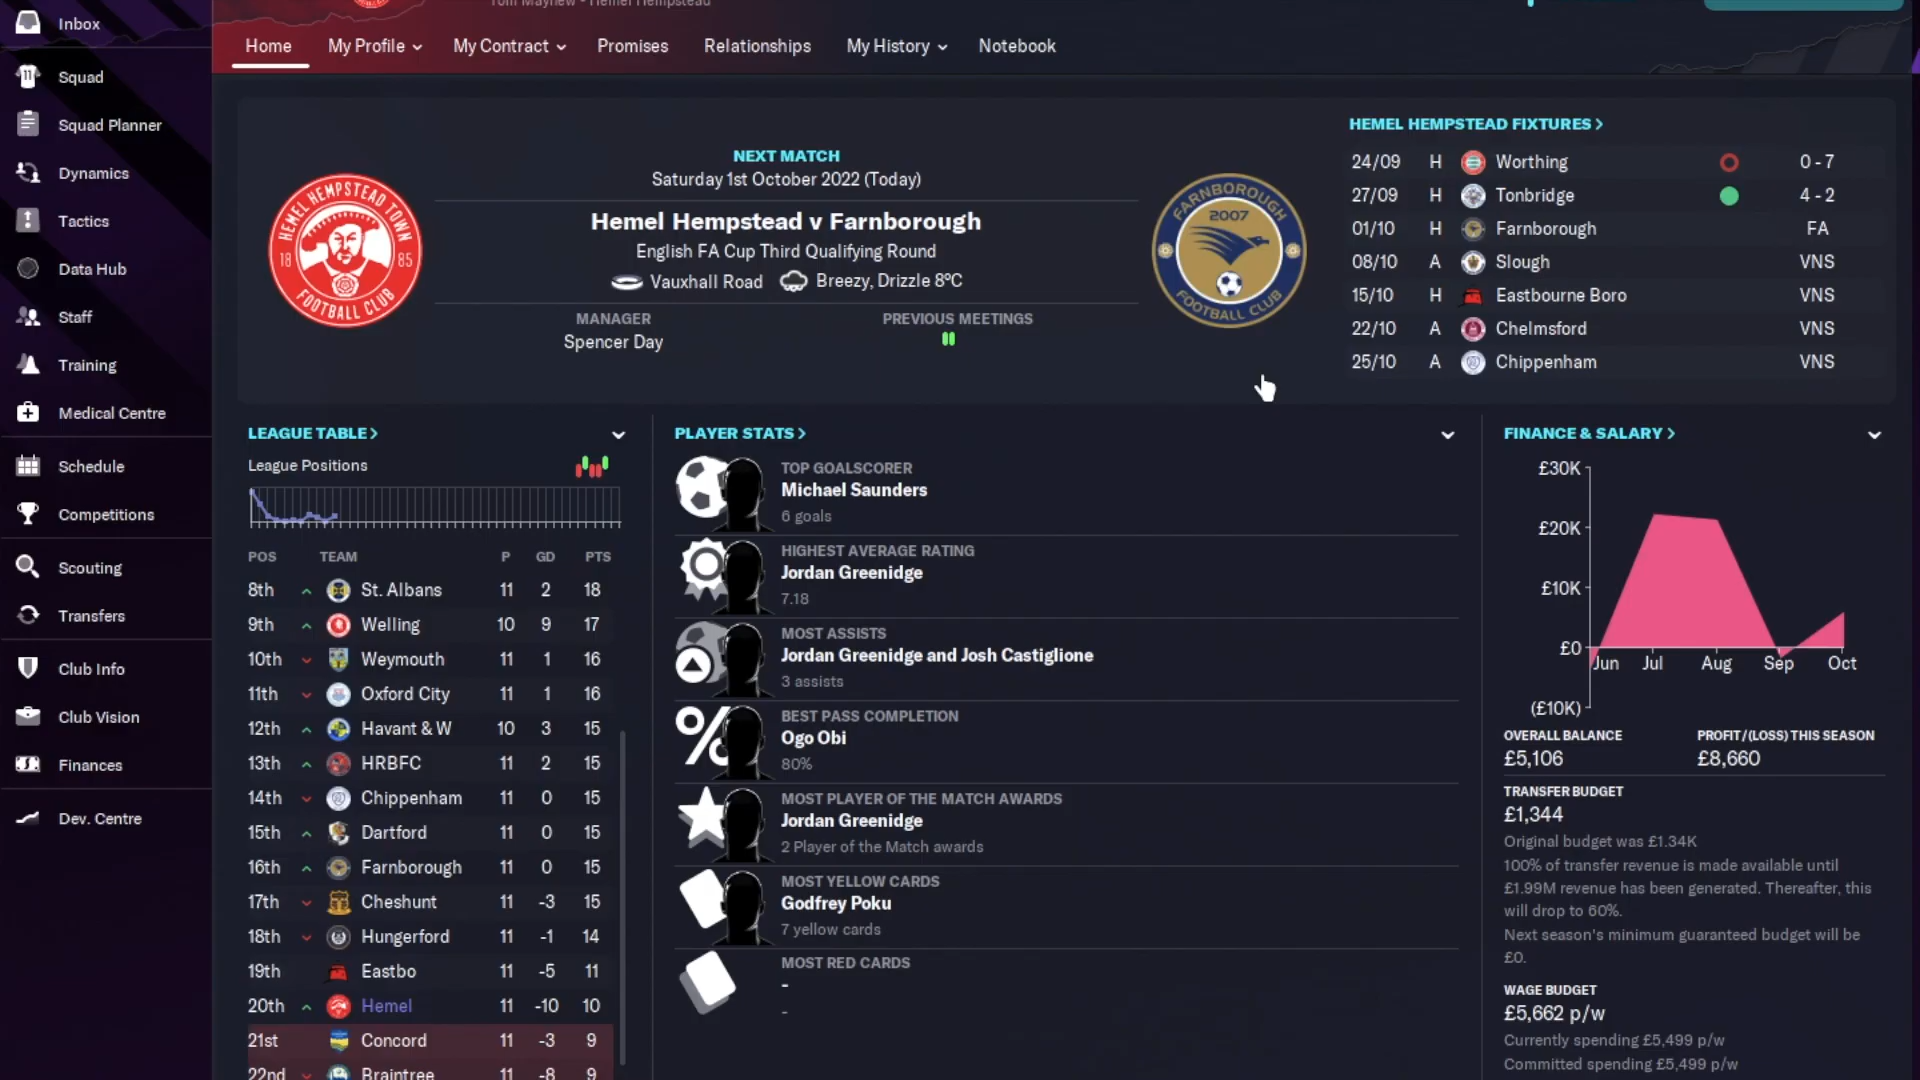 Tom Mayhew - Hemel Hempstead
Inbox
Squad
Squad Planner
Dynamics
Tactics
Data Hub
Staff
Training
Medical Centre
Schedule
Competitions
Scouting
Transfers
Club Info
Club Vision
Finances
Dev. Centre
Home
My Profile
My Contract
Promises
Relationships
My History
Notebook
HEMEL HEMPSTEAD TOWN
18 85
FOOTBALL CLUB
NEXT MATCH
Saturday 1st October 2022 (Today)
Hemel Hempstead v Farnborough
English FA Cup Third Qualifying Round
Vauxhall Road Breezy, Drizzle 8°C
MANAGER
Spencer Day
PREVIOUS MEETINGS
FARNBOROUGH
2007
FOOTBALL CLUB
HEMEL HEMPSTEAD FIXTURES >
24/09 H Worthing 0 - 7
27/09 H Tonbridge 4 - 2
01/10 H Farnborough FA
08/10 A Slough VNS
15/10 H Eastbourne Boro VNS
22/10 A Chelmsford VNS
25/10 A Chippenham VNS
LEAGUE TABLE >
League Positions
POS TEAM P GD PTS
8th St. Albans 11 2 18
9th Welling 10 9 17
10th Weymouth 11 1 16
11th Oxford City 11 1 16
12th Havant & W 10 3 15
13th HRBFC 11 2 15
14th Chippenham 11 0 15
15th Dartford 11 0 15
16th Farnborough 11 0 15
17th Cheshunt 11 -3 15
18th Hungerford 11 -1 14
19th Eastbo 11 -5 11
20th Hemel 11 -10 10
21st Concord 11 -3 9
22nd Braintree 11 -8 9
PLAYER STATS >
TOP GOALSCORER
Michael Saunders
6 goals
HIGHEST AVERAGE RATING
Jordan Greenidge
7.18
MOST ASSISTS
Jordan Greenidge and Josh Castiglione
3 assists
BEST PASS COMPLETION
Ogo Obi
80%
MOST PLAYER OF THE MATCH AWARDS
Jordan Greenidge
2 Player of the Match awards
MOST YELLOW CARDS
Godfrey Poku
7 yellow cards
MOST RED CARDS
-
-
FINANCE & SALARY >
£30K
£20K
£10K
£0
(£10K)
Jun Jul Aug Sep Oct
OVERALL BALANCE
£5,106
PROFIT/(LOSS) THIS SEASON
£8,660
TRANSFER BUDGET
£1,344
Original budget was £1.34K
100% of transfer revenue is made available until
£1.99M revenue has been generated. Thereafter, this
will drop to 60%.
Next season's minimum guaranteed budget will be
£0.
WAGE BUDGET
£5,662 p/w
Currently spending £5,499 p/w
Committed spending £5,499 p/w